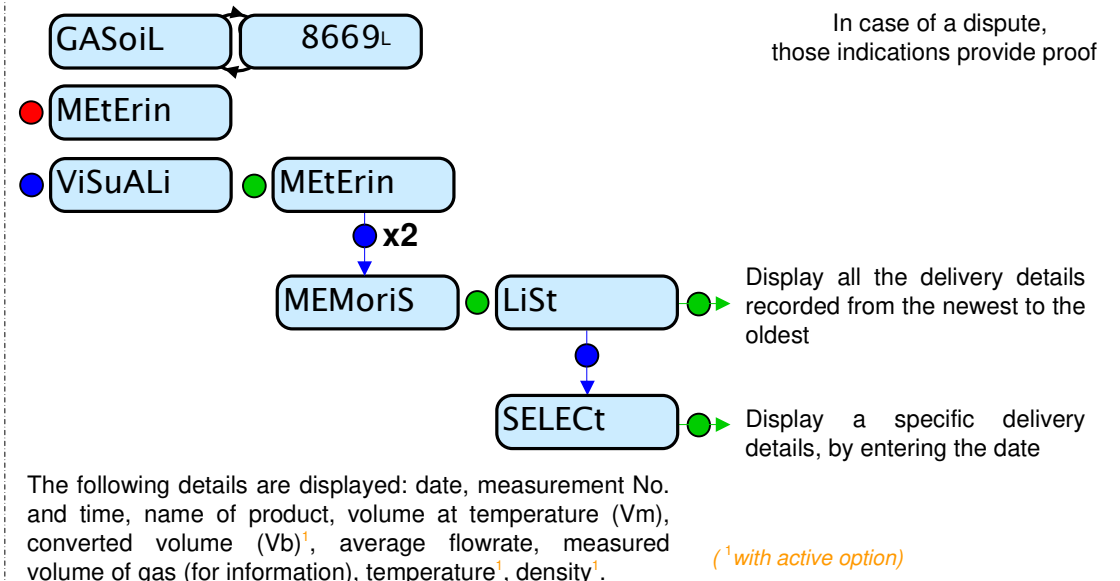 GASoiL 8669L
In case of a dispute,
those indications provide proof
MEtErin
ViSuALi MEtErin
x2
MEMoriS LiSt
Display all the delivery details
recorded from the newest to the
oldest
SELECt
Display a specific delivery
details, by entering the date
The following details are displayed: date, measurement No.
and time, name of product, volume at temperature (Vm),
converted volume (Vb)¹, average flowrate, measured
volume of gas (for information), temperature¹, density¹.
( ¹with active option)